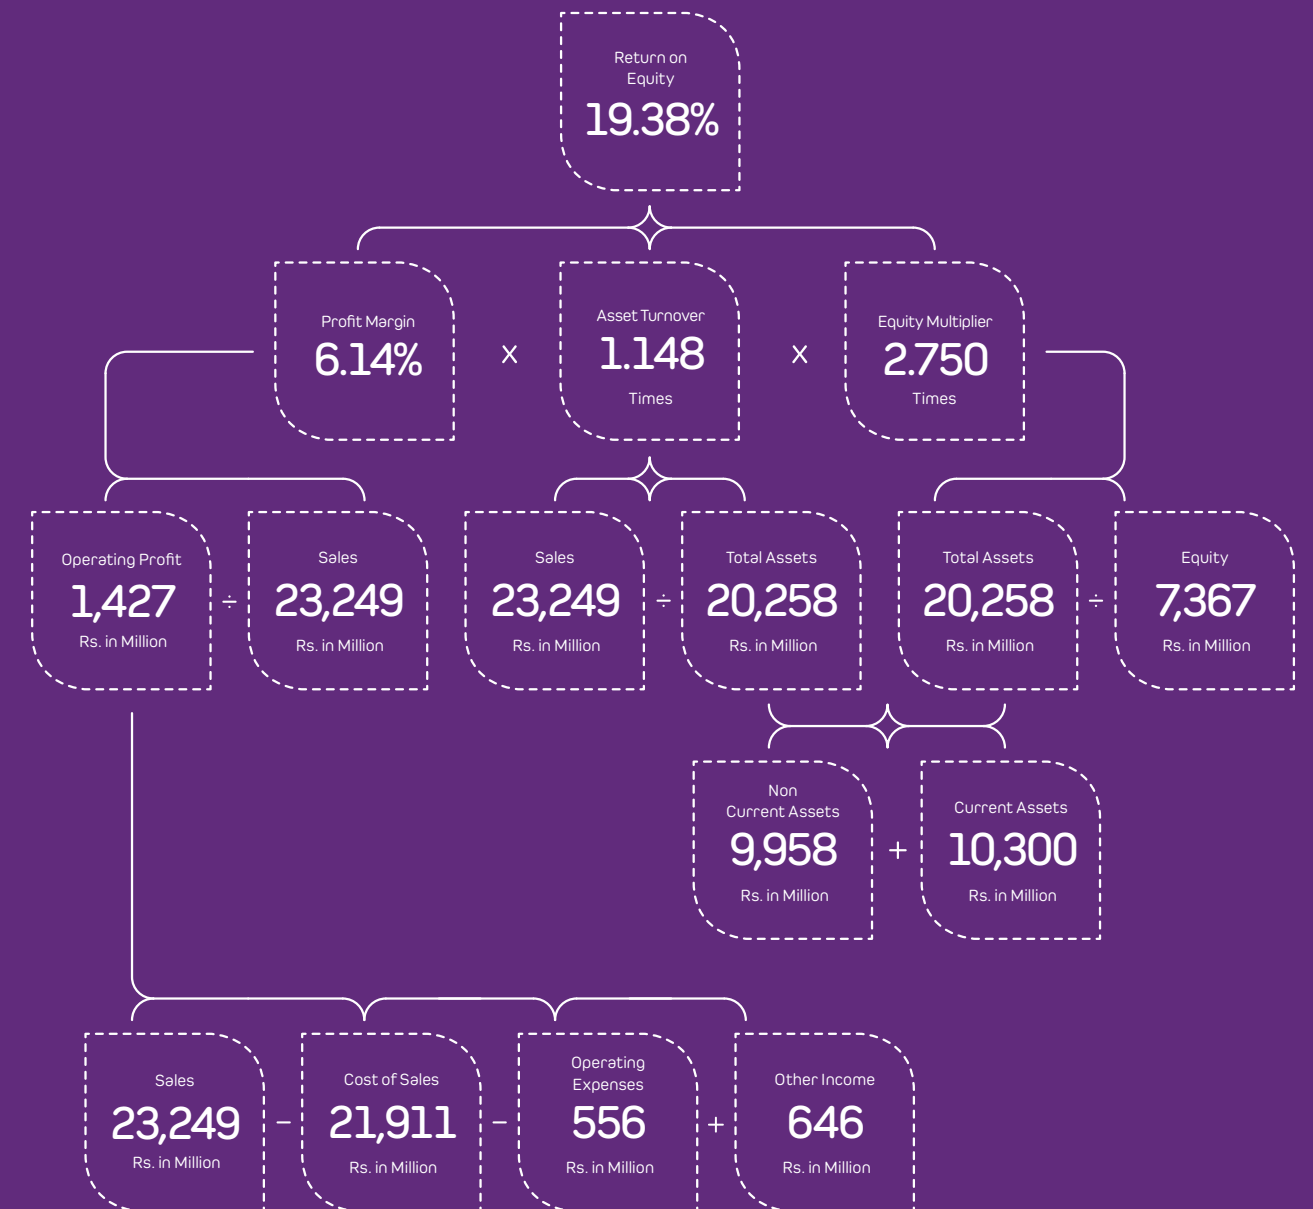 Return on
Equity
19.38%
Profit Margin
6.14%
x
Asset Turnover
1.148
Times
x
Equity Multiplier
2.750
Times
Operating Profit
1,427
Rs. in Million
÷
Sales
23,249
Rs. in Million
Sales
23,249
Rs. in Million
÷
Total Assets
20,258
Rs. in Million
Total Assets
20,258
Rs. in Million
÷
Equity
7,367
Rs. in Million
Non
Current Assets
9,958
Rs. in Million
+
Current Assets
10,300
Rs. in Million
Sales
23,249
Rs. in Million
–
Cost of Sales
21,911
Rs. in Million
–
Operating
Expenses
556
Rs. in Million
+
Other Income
646
Rs. in Million